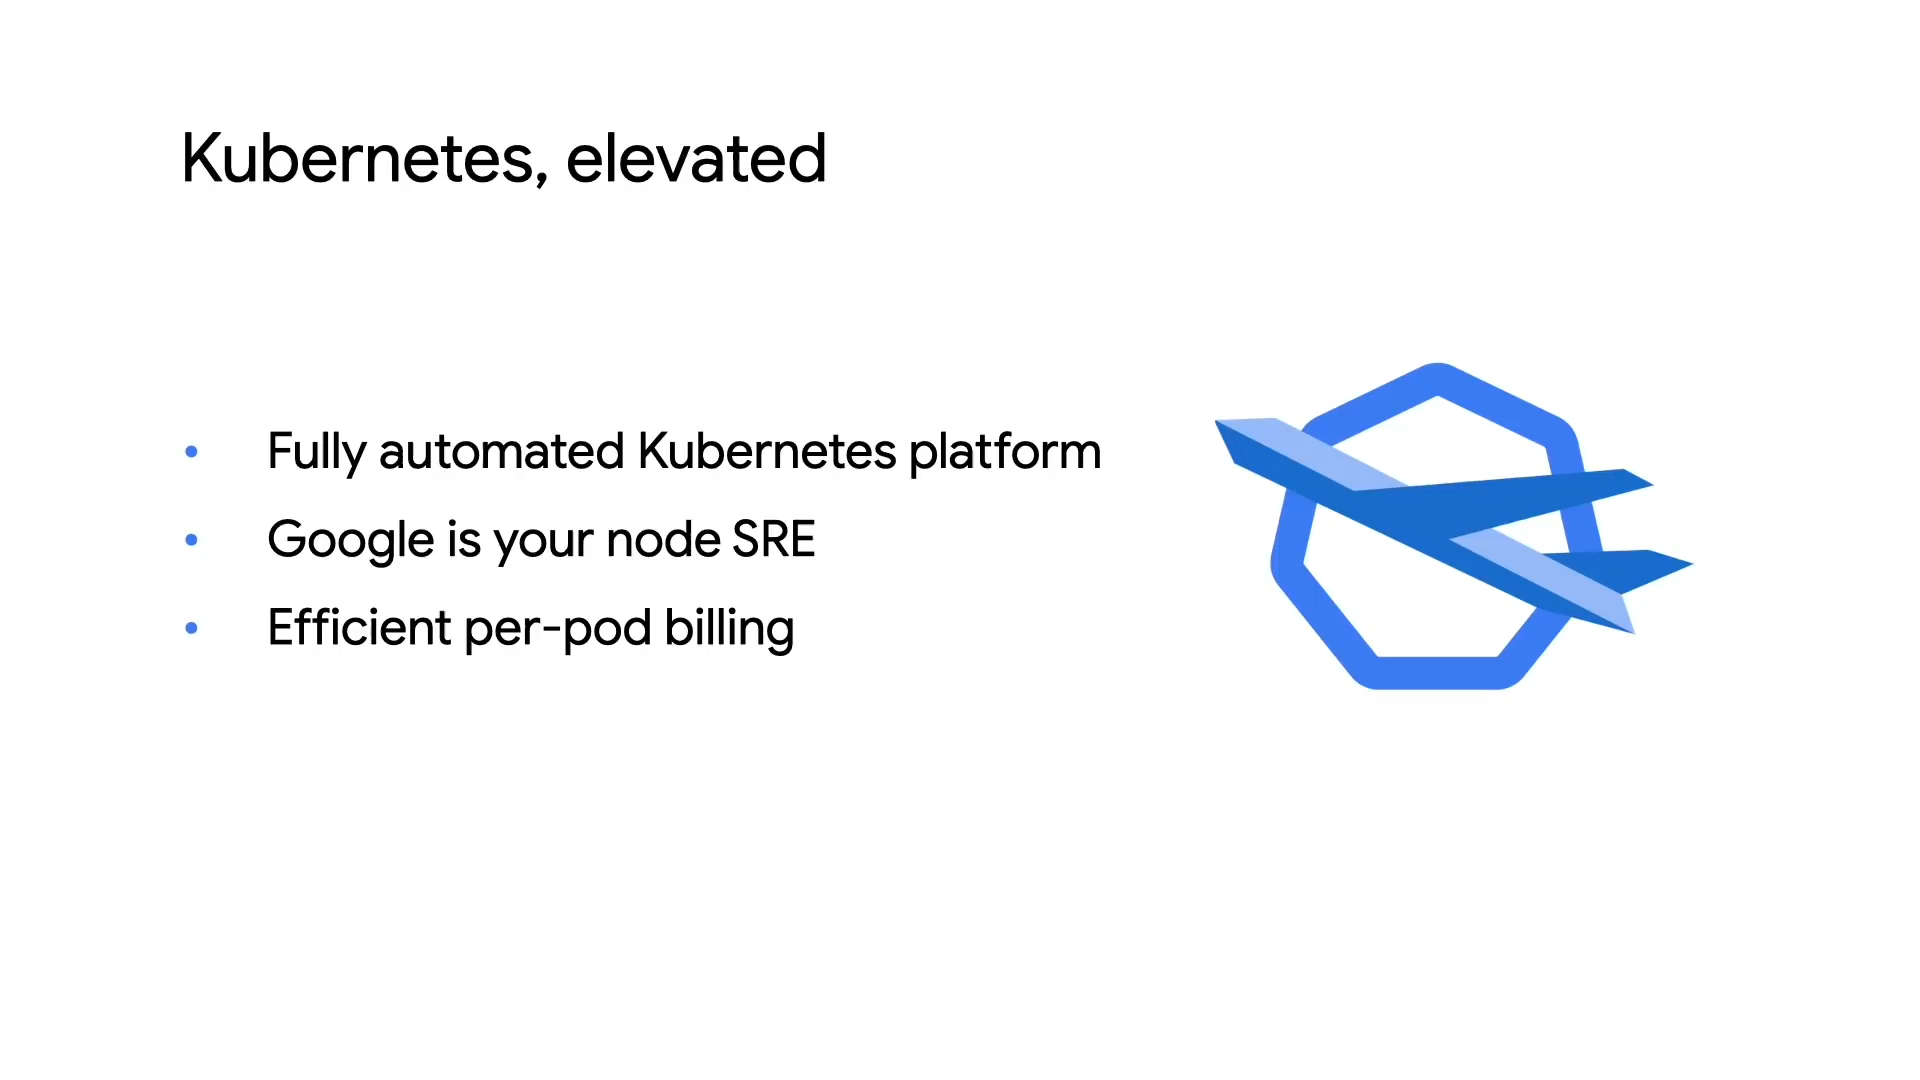 Kubernetes, elevated
• Fully automated Kubernetes platform
• Google is your node SRE
• Efficient per-pod billing